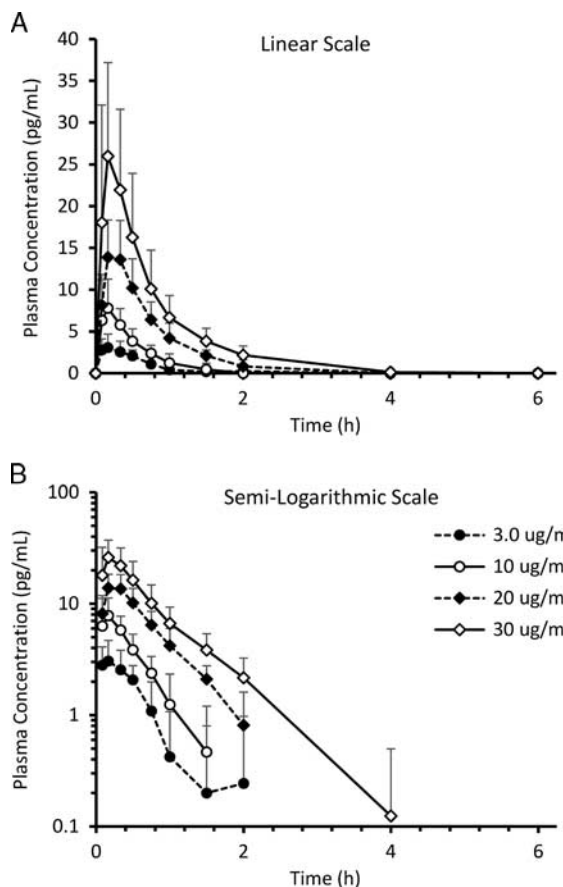 A
Linear Scale
40
35
30
25
20
15
10
5
0
Plasma Concentration (pg/mL)
0 2 4 6
Time (h)
B
Semi-Logarithmic Scale
100
10
1
0.1
Plasma Concentration (pg/mL)
3.0 ug/m
10 ug/m
20 ug/m
30 ug/m
0 2 4 6
Time (h)